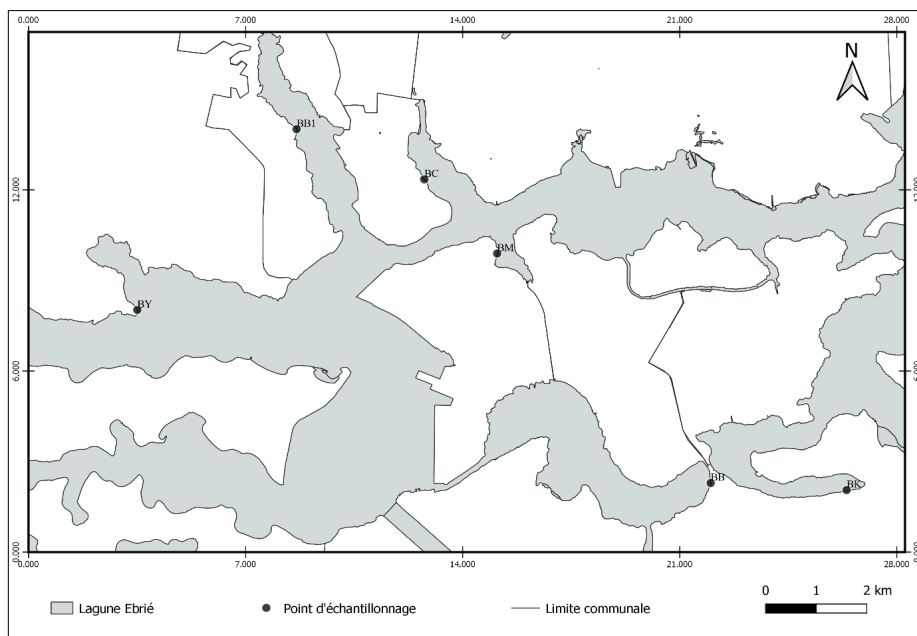 0.000 7.000 14.000 21.000 28.000
N
BB1
12.000 BC 12.000
BM
BY
6.000 6.000
BB BK
0.000 0.000
0.000 7.000 14.000 21.000 28.000
0 1 2 km
Lagune Ebrié Point d'échantillonnage Limite communale